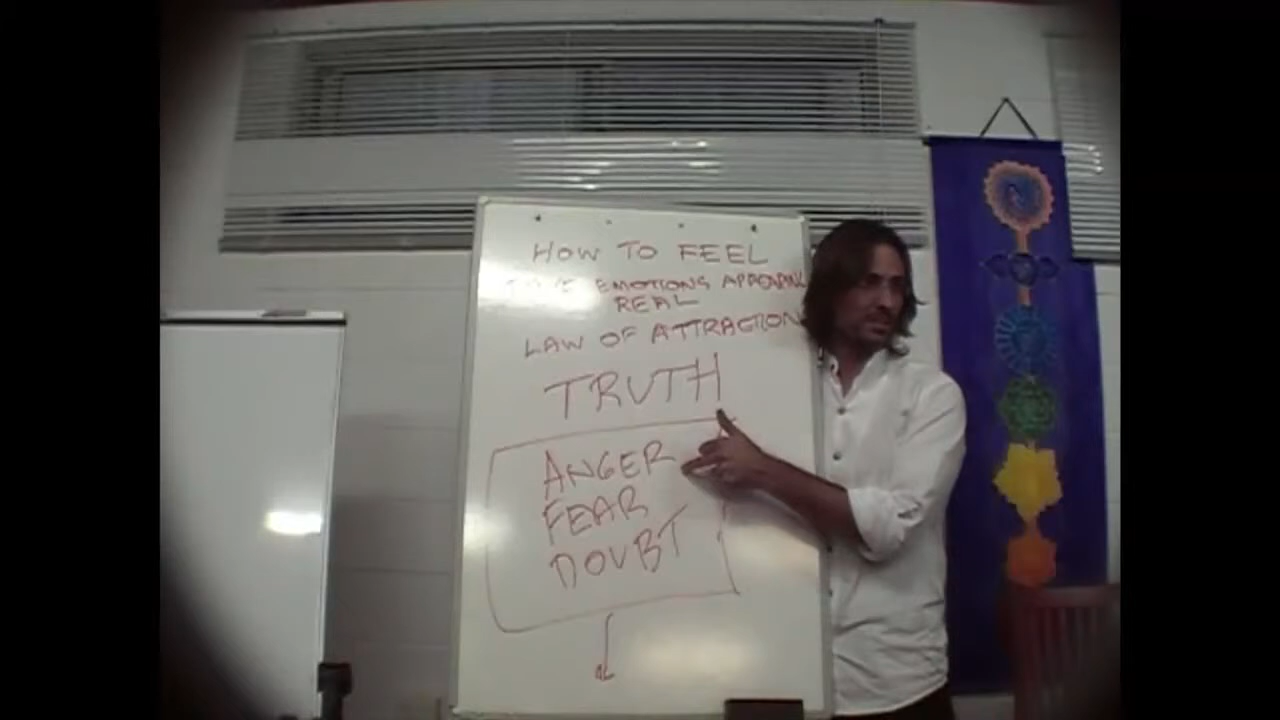 HOW TO FEEL
EMOTIONS
REAL
LAW OF ATTRACTION
TRUTH
ANGER
FEAR
DOUBT